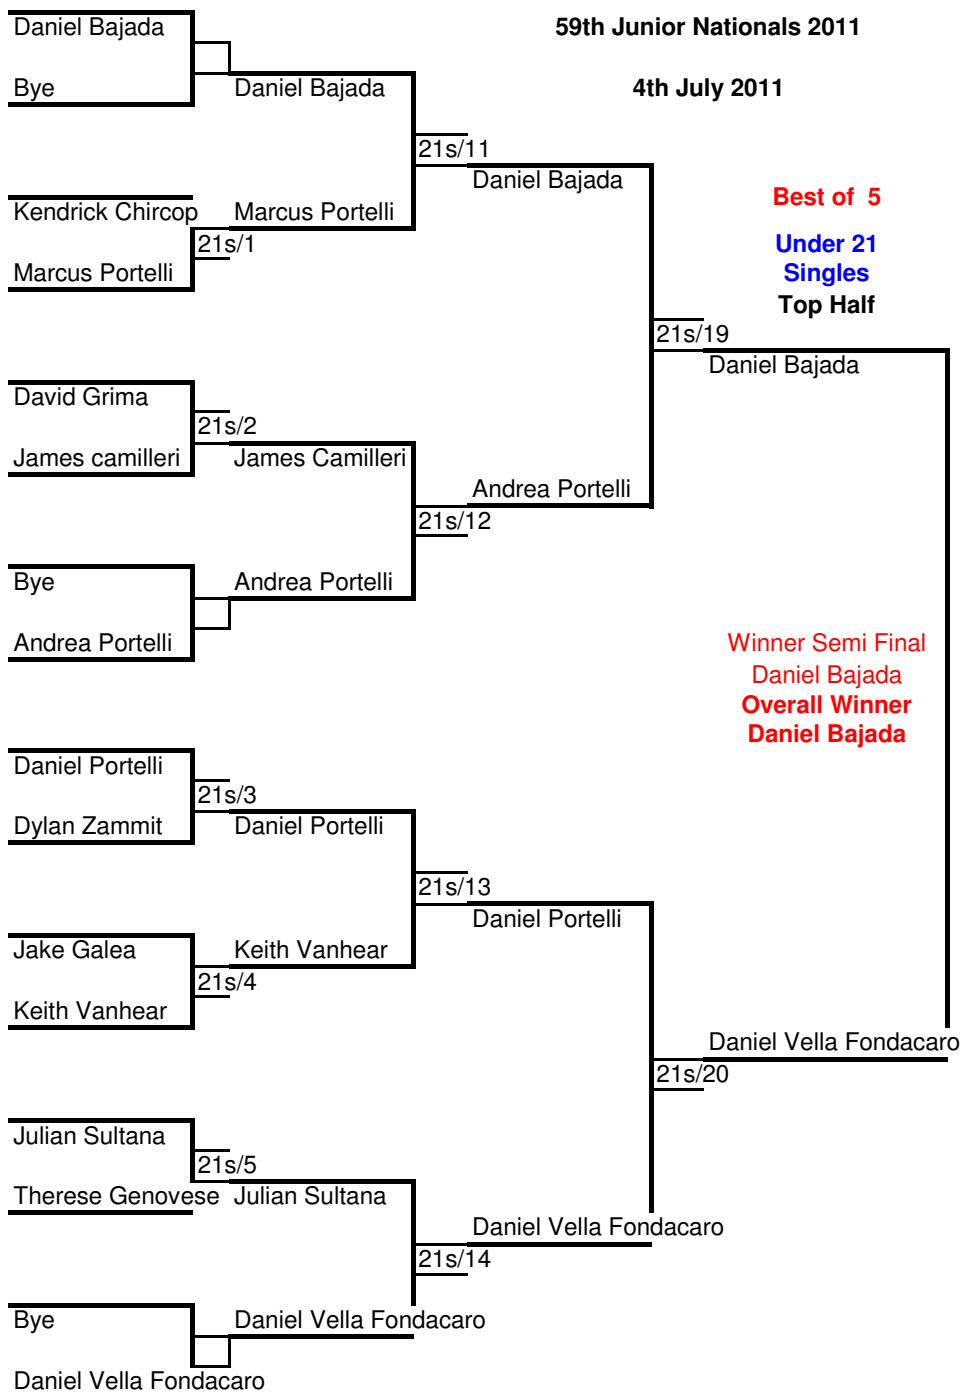 Daniel Bajada
59th Junior Nationals 2011
Bye
Daniel Bajada
4th July 2011
21s/11
Daniel Bajada
Best of 5
Kendrick Chircop
Marcus Portelli
21s/1
Under 21
Marcus Portelli
Singles
Top Half
21s/19
Daniel Bajada
David Grima
21s/2
James camilleri
James Camilleri
Andrea Portelli
21s/12
Bye
Andrea Portelli
Andrea Portelli
Winner Semi Final
Daniel Bajada
Overall Winner
Daniel Bajada
Daniel Portelli
21s/3
Dylan Zammit
Daniel Portelli
21s/13
Daniel Portelli
Jake Galea
Keith Vanhear
21s/4
Keith Vanhear
Daniel Vella Fondacaro
21s/20
Julian Sultana
21s/5
Therese Genovese
Julian Sultana
Daniel Vella Fondacaro
21s/14
Bye
Daniel Vella Fondacaro
Daniel Vella Fondacaro